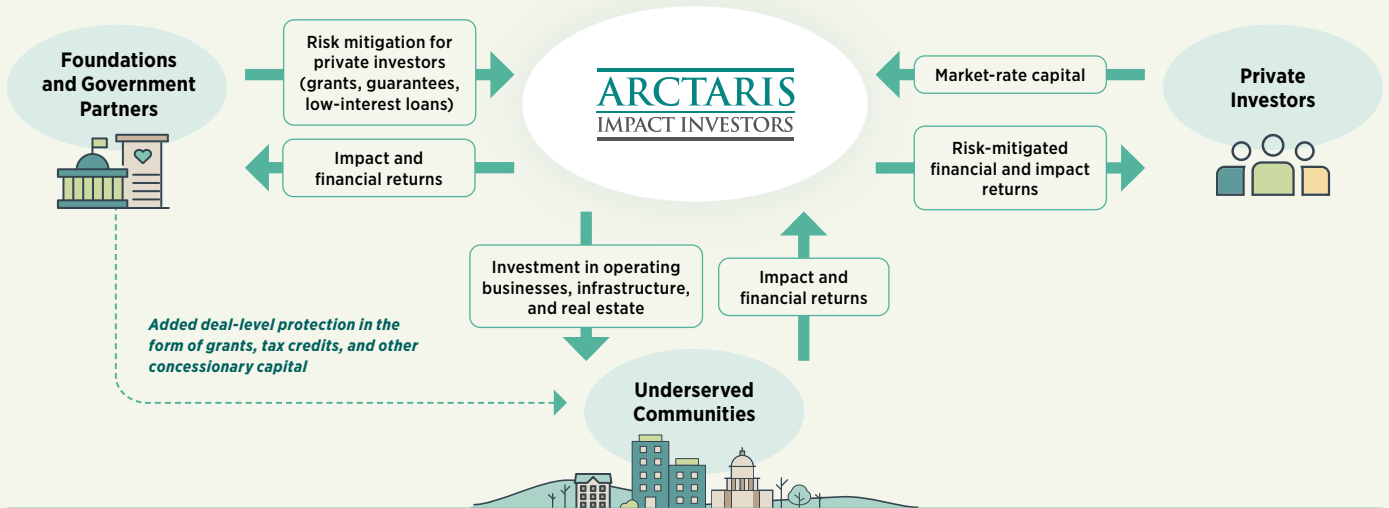 Foundations
and Government
Partners
Risk mitigation for
private investors
(grants, guarantees,
low-interest loans)
Impact and
financial returns
ARCTARIS
IMPACT INVESTORS
Market-rate capital
Risk-mitigated
financial and impact
returns
Private
Investors
Investment in operating
businesses, infrastructure,
and real estate
Impact and
financial returns
Added deal-level protection in the
form of grants, tax credits, and other
concessionary capital
Underserved
Communities